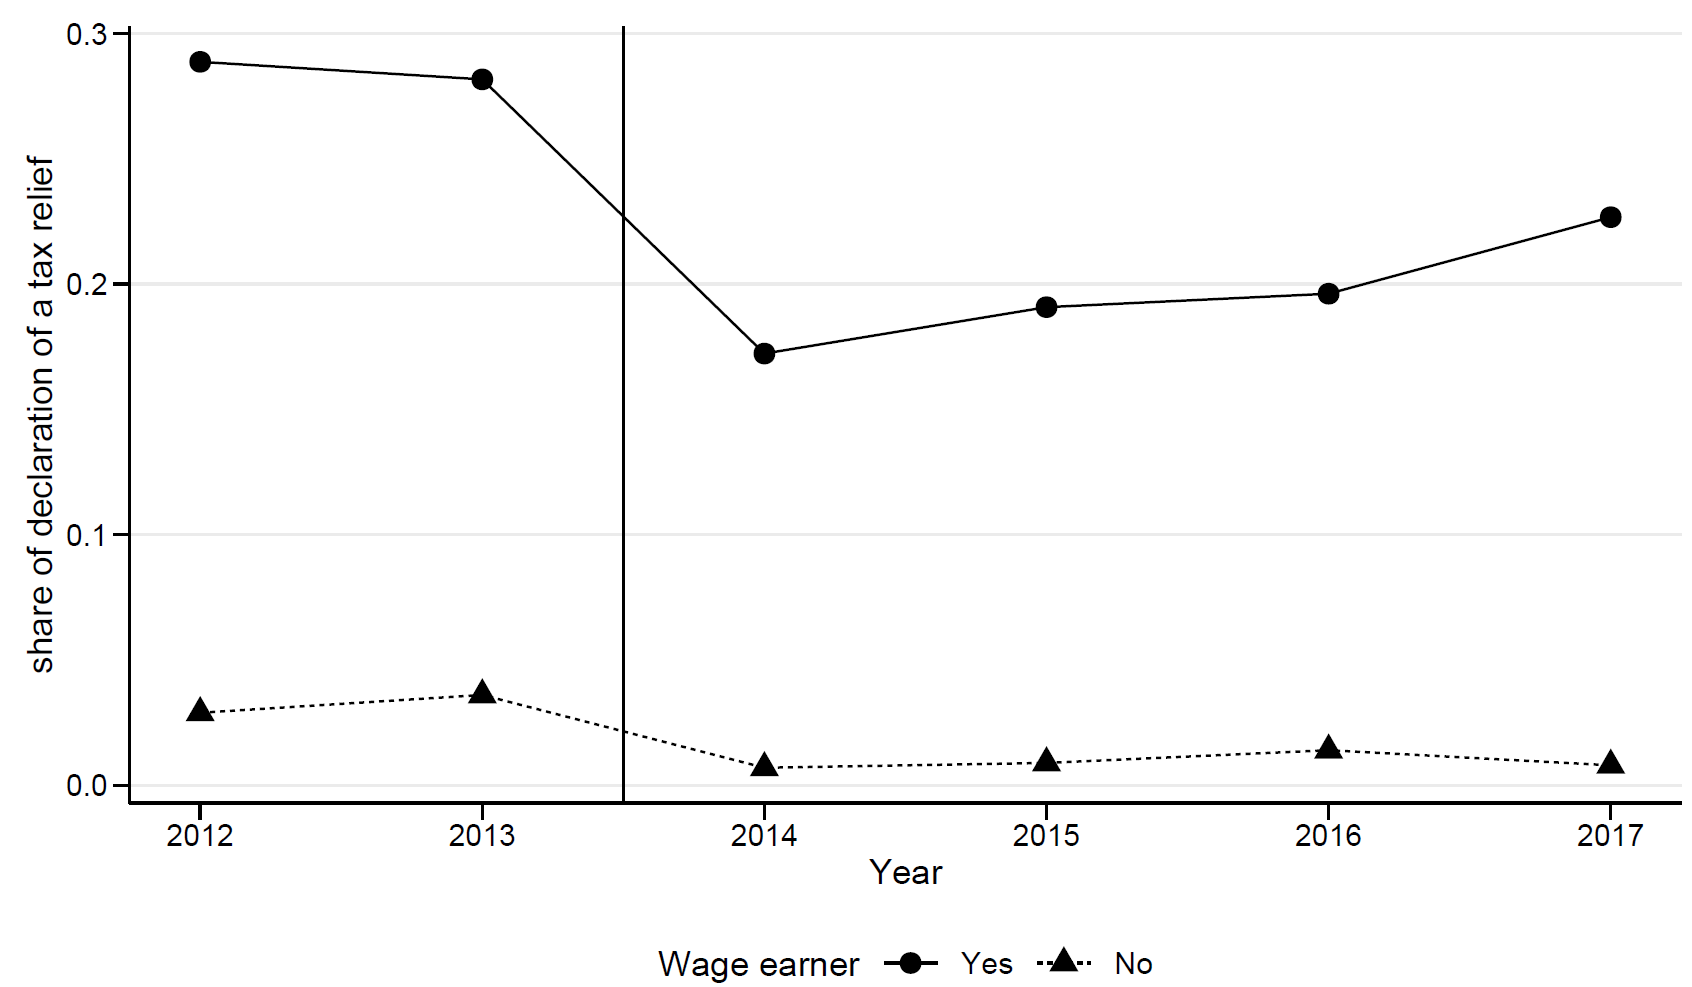 share of declaration of a tax relief
0.3
0.2
0.1
0.0
2012 2013 2014 2015 2016 2017
Year
Wage earner Yes No